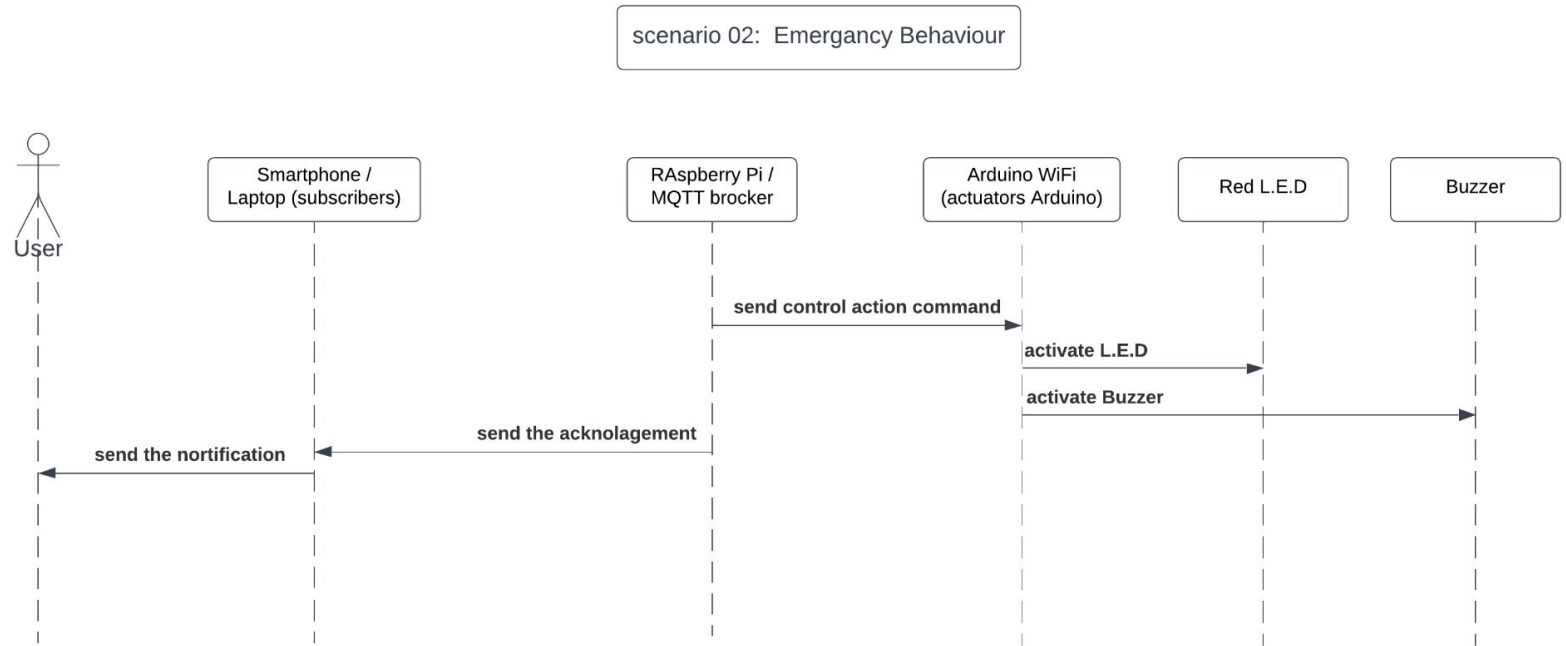 scenario 02:  Emergancy Behaviour
User
Smartphone /
Laptop (subscribers)
RAspberry Pi /
MQTT brocker
Arduino WiFi
(actuators Arduino)
Red L.E.D
Buzzer
send control action command
activate L.E.D
activate Buzzer
send the acknolagement
send the nortification